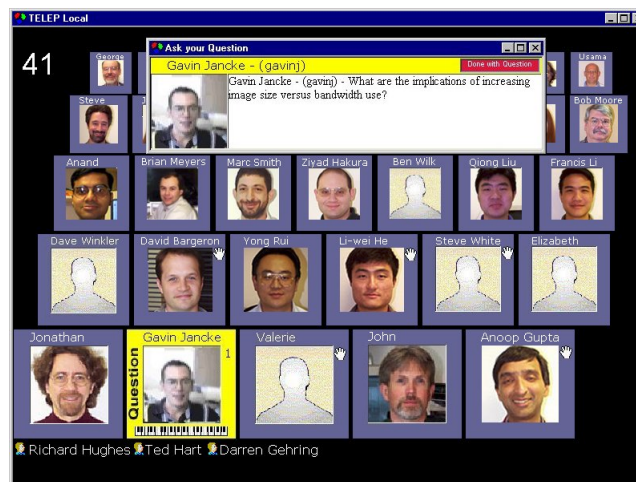 TELEP Local
Ask your Question
Gavin Jancke - (gavinj)
Done with Question
Gavin Jancke - (gavinj) - What are the implications of increasing
image size versus bandwidth use?
41
George
Usama
Steve
Bob Moore
Anand
Brian Meyers
Marc Smith
Ziyad Hakura
Ben Wilk
Qiong Liu
Francis Li
Dave Winkler
David Bargeron
Yong Rui
Li-wei He
Steve White
Elizabeth
Jonathan
Gavin Jancke
Valerie
John
Anoop Gupta
Question
1
Richard Hughes Ted Hart Darren Gehring